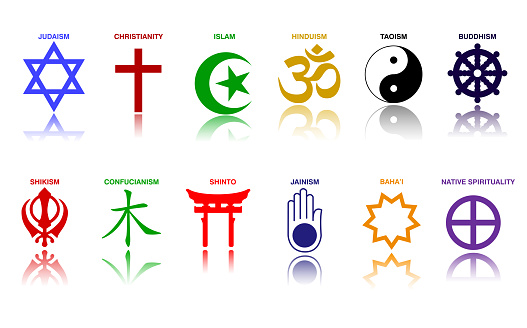 JUDAISM CHRISTIANITY ISLAM HINDUISM TAOISM BUDDHISM
SHIKISM CONFUCIANISM SHINTO JAINISM BAHA'I NATIVE SPIRITUALITY